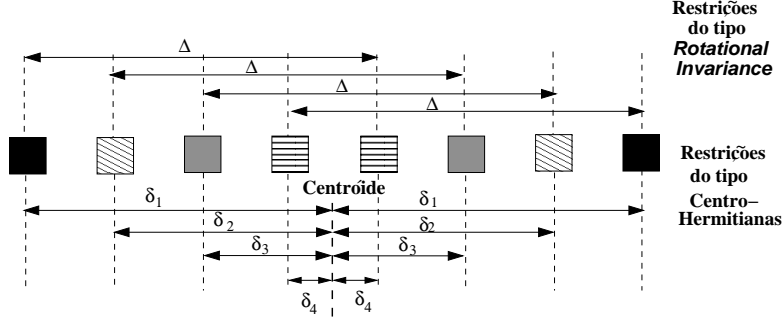 Restrições
do tipo
Rotational
Invariance
Δ
Δ
Δ
Δ
Restrições
do tipo
Centro-
Hermitianas
Centróide
δ1
δ1
δ2
δ2
δ3
δ3
δ4
δ4